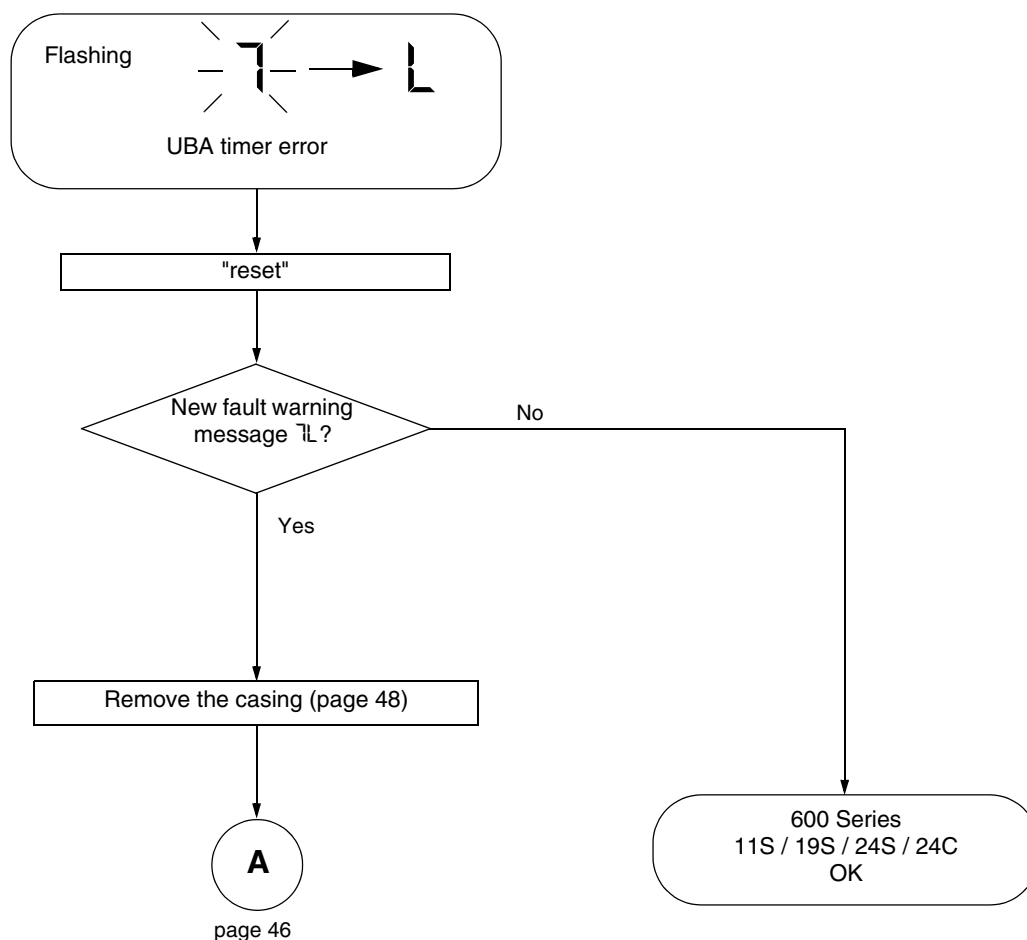 Flashing 7 L
UBA timer error
"reset"
New fault warning
message 7L?
No
Yes
Remove the casing (page 48)
A
page 46
600 Series
11S / 19S / 24S / 24C
OK